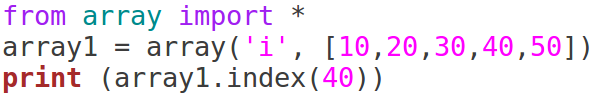 from array import *
array1 = array('i', [10,20,30,40,50])
print (array1.index(40))